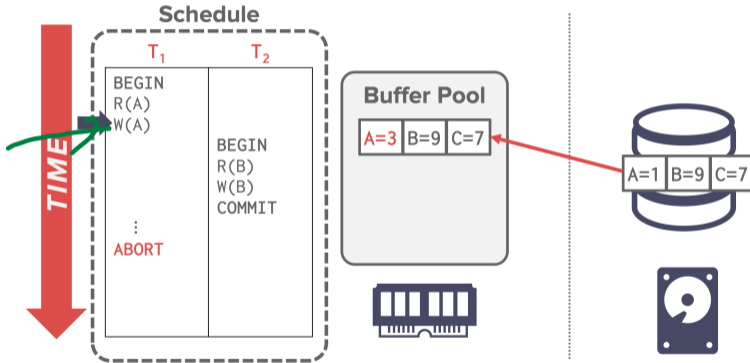 Schedule
T1 T2
BEGIN
R(A)
W(A)
BEGIN
R(B)
W(B)
COMMIT
⋮
ABORT
TIME
Buffer Pool
A=3 B=9 C=7
A=1 B=9 C=7